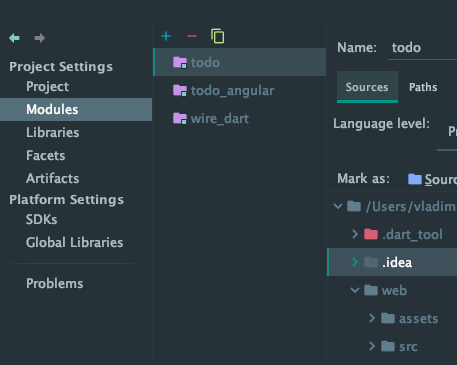 Project Settings
Project
Modules
Libraries
Facets
Artifacts
Platform Settings
SDKs
Global Libraries
Problems
todo
todo_angular
wire_dart
Name: todo
Sources Paths
Language level:
Mark as: Sourc
/Users/vladim
.dart_tool
.idea
web
assets
src